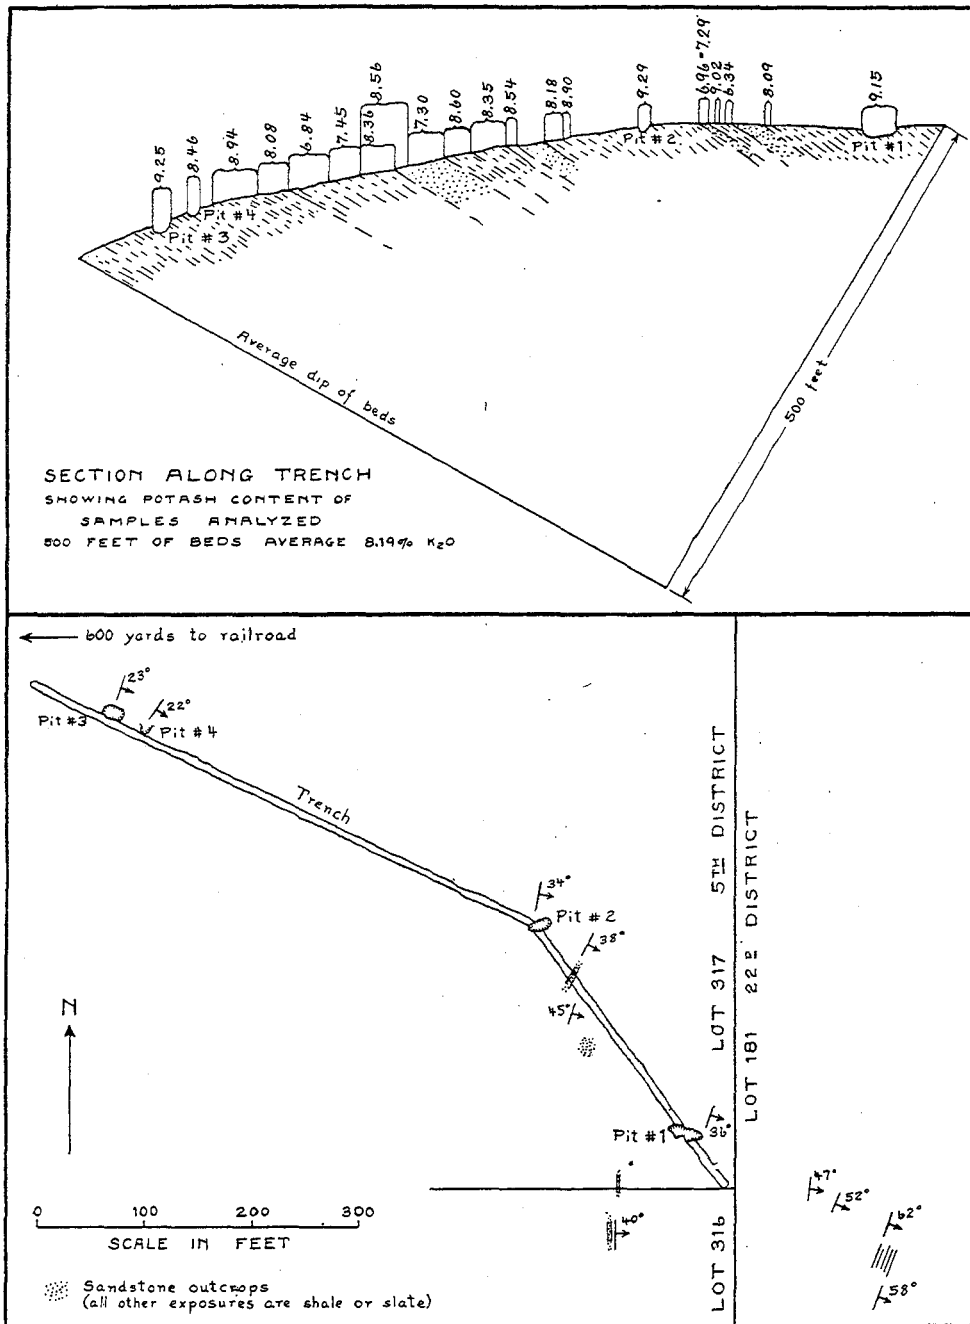 9.25
8.46
8.94
8.08
6.84
7.45
8.36
8.56
7.30
8.60
8.35
8.54
8.18
8.90
9.29
6.96-7.29
9.02
6.34
8.09
9.15
Pit #4
Pit #3
Pit #2
Pit #1
Average dip of beds
500 feet
SECTION ALONG TRENCH
SHOWING POTASH CONTENT OF
SAMPLES ANALYZED
500 FEET OF BEDS AVERAGE 8.19% K₂O
600 yards to railroad
23°
22°
Pit #3
Pit #4
Trench
34°
Pit #2
38°
45°
N
Pit #1
36°
LOT 317 5TH DISTRICT
LOT 181 22ᴰ DISTRICT
LOT 316
47°
52°
62°
58°
40°
0 100 200 300
SCALE IN FEET
Sandstone outcrops
(all other exposures are shale or slate)